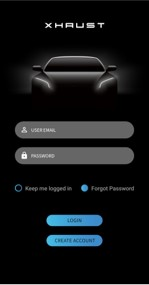 XHAUST
USER EMAIL
PASSWORD
Keep me logged in Forgot Password
LOGIN
CREATE ACCOUNT